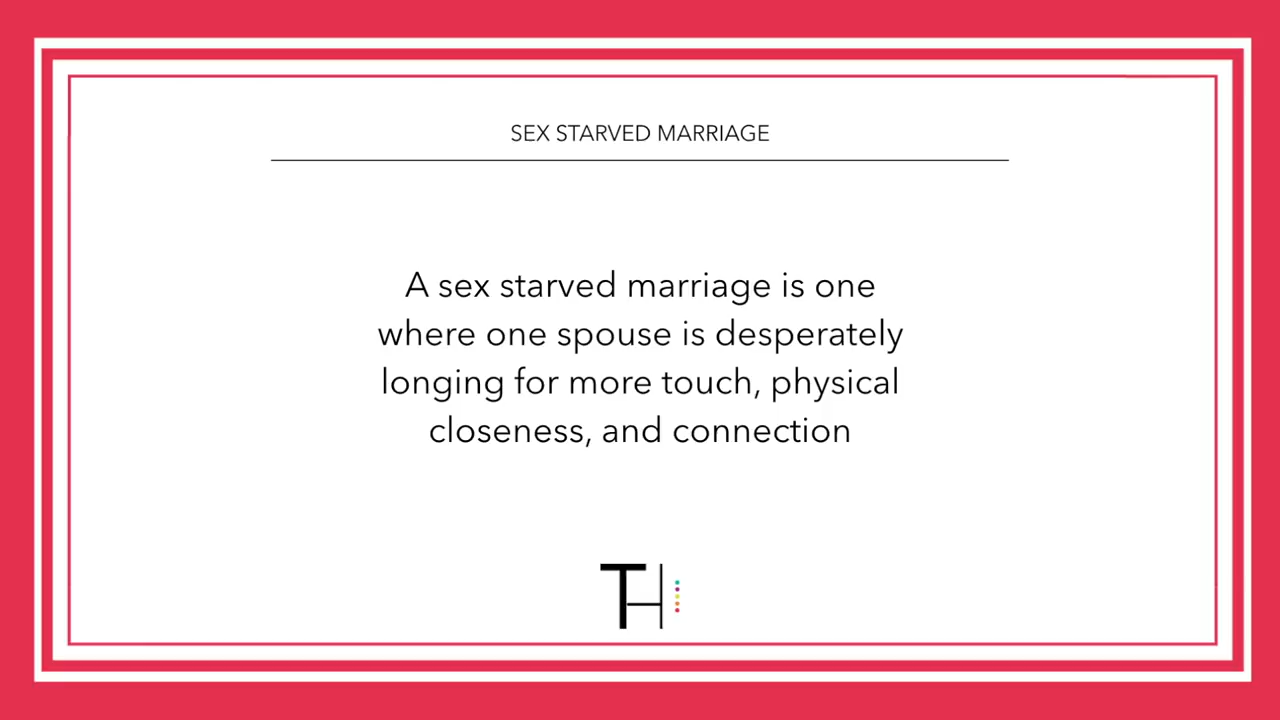 SEX STARVED MARRIAGE
A sex starved marriage is one
where one spouse is desperately
longing for more touch, physical
closeness, and connection
TH